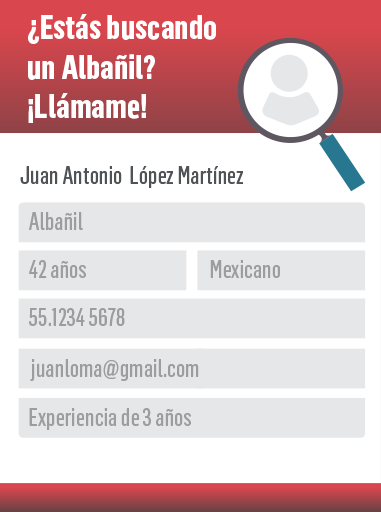 ¿Estás buscando
un Albañil?
¡Llámame!
Juan Antonio López Martínez
Albañil
42 años
Mexicano
55.1234 5678
juanloma@gmail.com
Experiencia de 3 años